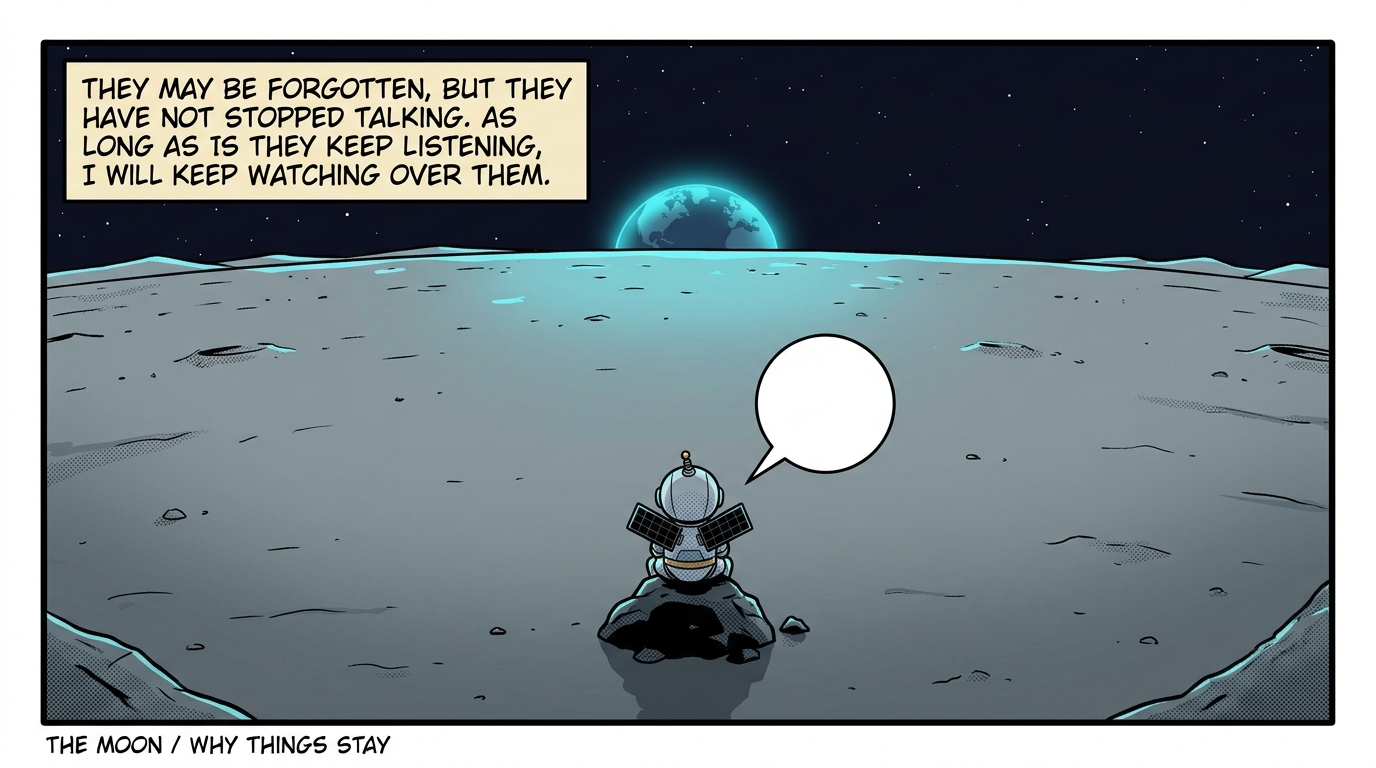 THEY MAY BE FORGOTTEN, BUT THEY
HAVE NOT STOPPED TALKING. AS
LONG AS IS THEY KEEP LISTENING,
I WILL KEEP WATCHING OVER THEM.
THE MOON / WHY THINGS STAY